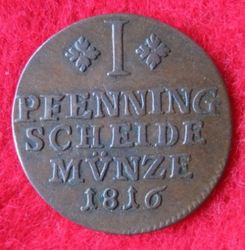 I
PFENNING
SCHEIDE
MÜNZE
1816